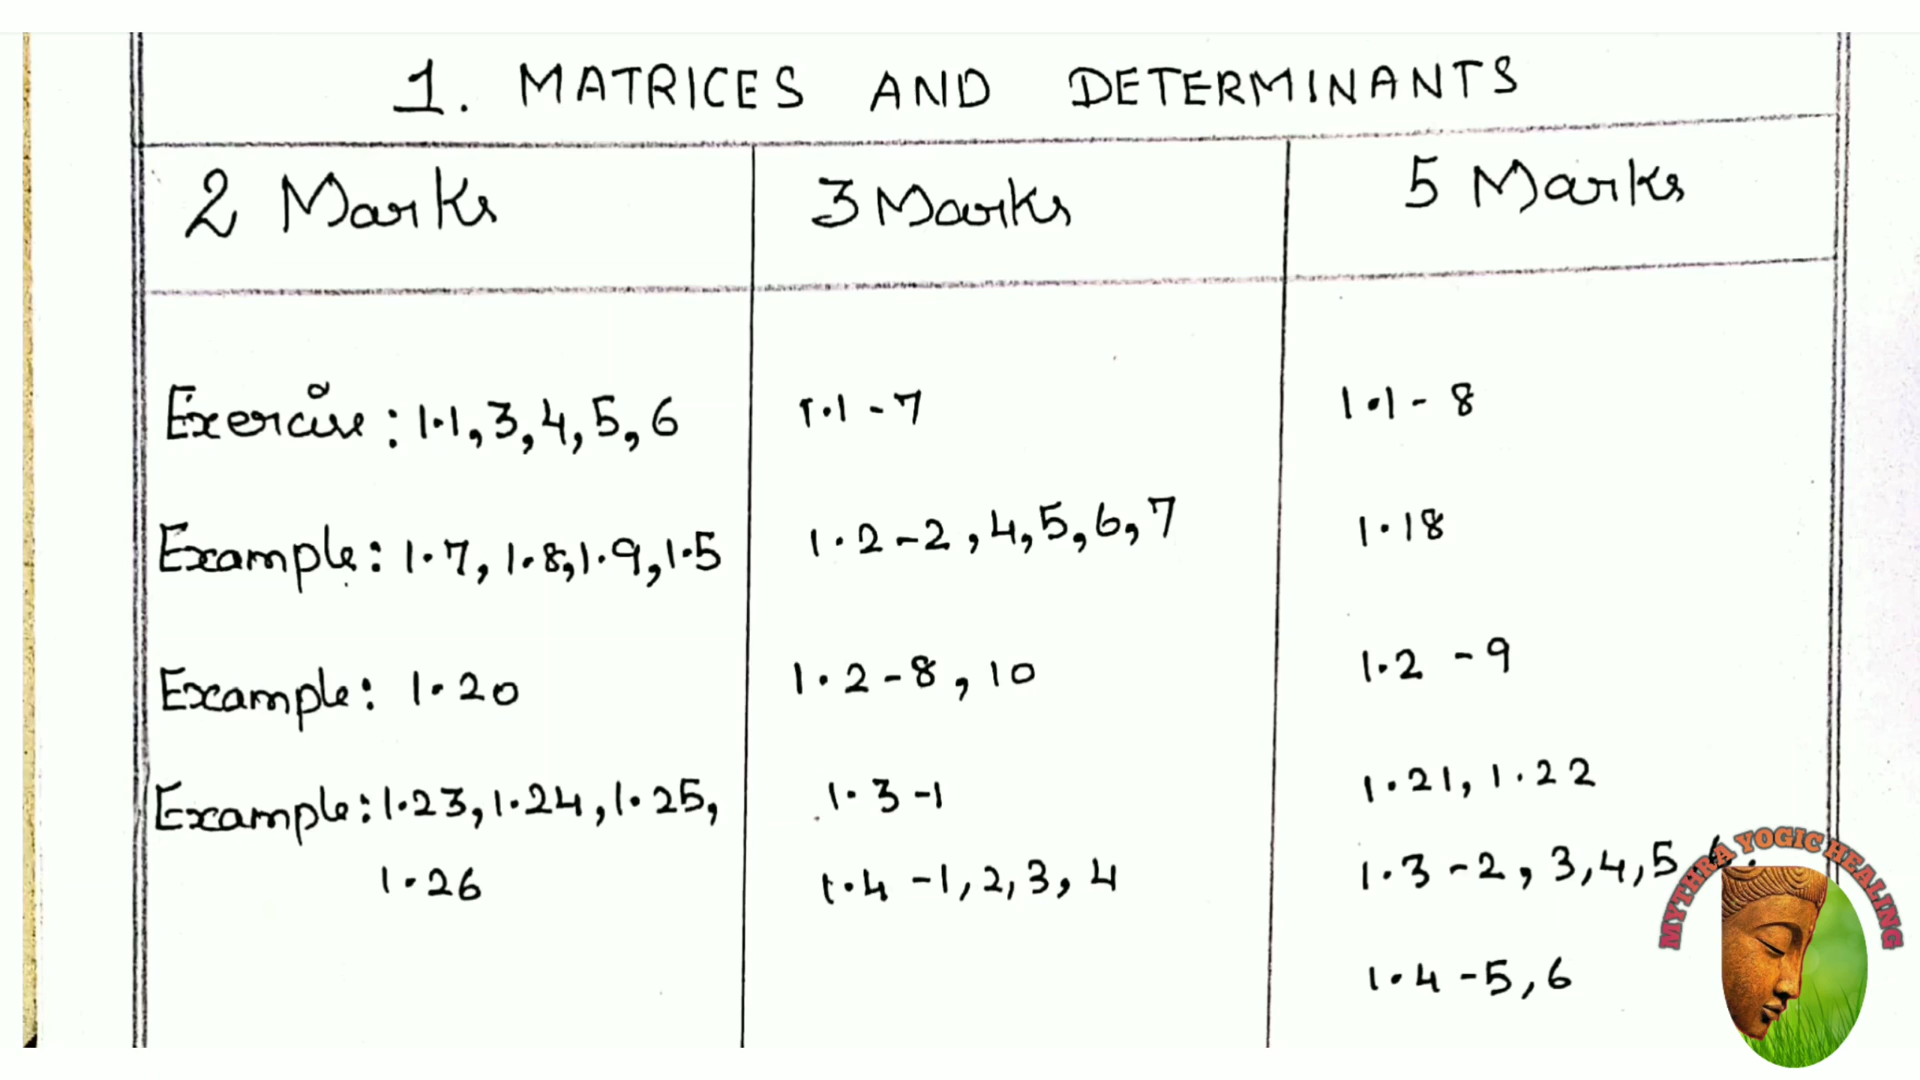 1. MATRICES AND DETERMINANTS
2 Marks 3 Marks 5 Marks
Exercise : 1.1, 3, 4, 5, 6 1.1 - 7 1.1 - 8
Example : 1.7, 1.8, 1.9, 1.5 1.2 - 2, 4, 5, 6, 7 1.18
Example : 1.20 1.2 - 8, 10 1.2 - 9
Example : 1.23, 1.24, 1.25, 1.3 - 1 1.21, 1.22
1.26 1.4 - 1, 2, 3, 4 1.3 - 2, 3, 4, 5
1.4 - 5, 6
MYTHRA YOGIC HEALING